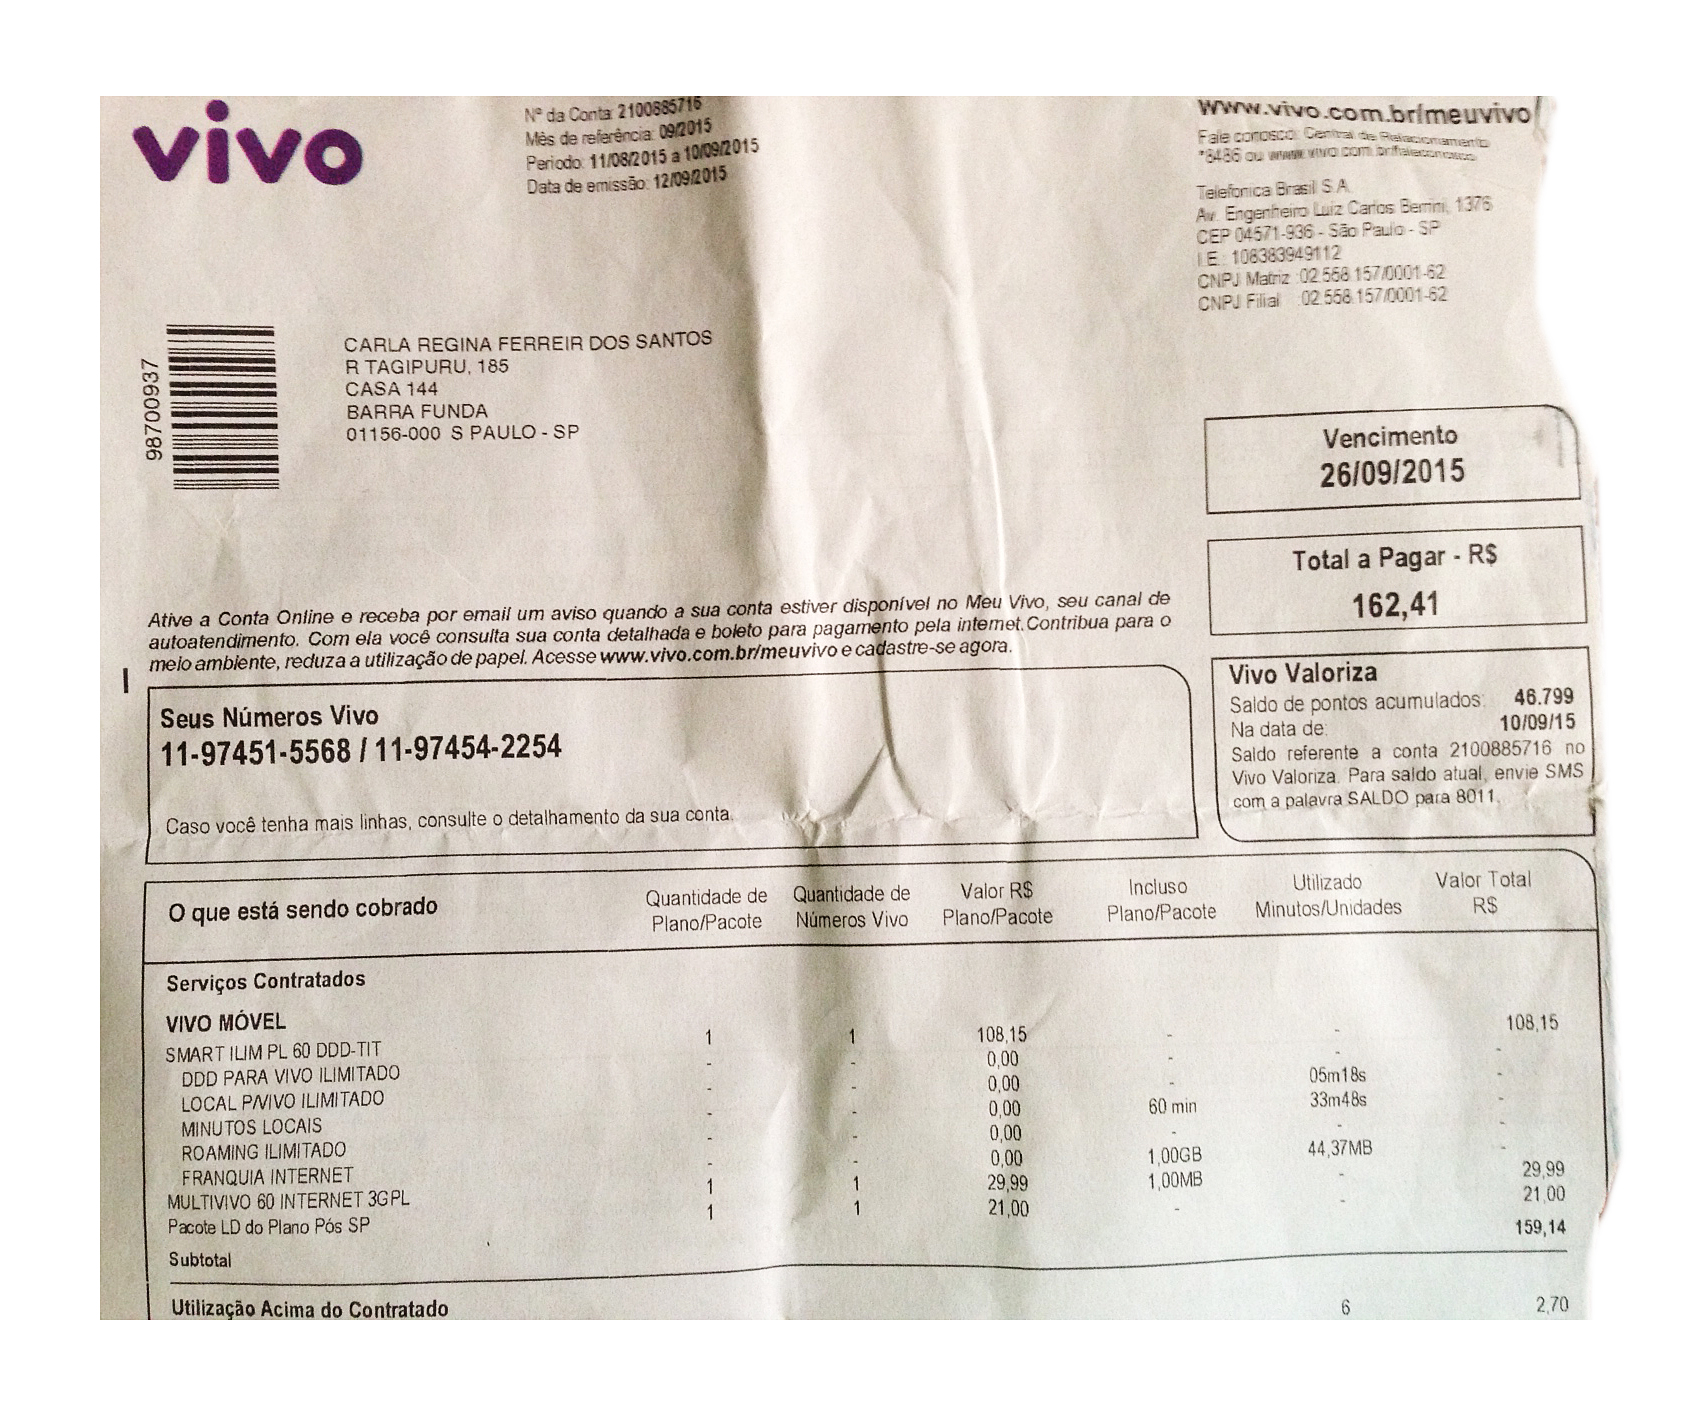 vivo
Nº da Conta: 2100885716
Mês de referência: 09/2015
Periodo: 11/08/2015 a 10/09/2015
Data de emissão: 12/09/2015
www.vivo.com.br/meuvivo
Fale conosco: Central de Relacionamento
*8486 ou www.vivo.com.br/faleconosco
Telefonica Brasil S.A.
Av. Engenheiro Luiz Carlos Berrini, 1376
CEP 04571-936 - São Paulo - SP
I.E.: 108383949112
CNPJ Matriz :02.558.157/0001-62
CNPJ Filial :02.558.157/0001-62
98700937
CARLA REGINA FERREIR DOS SANTOS
R TAGIPURU, 185
CASA 144
BARRA FUNDA
01156-000 S PAULO - SP
Vencimento
26/09/2015
Total a Pagar - R$
162,41
Ative a Conta Online e receba por email um aviso quando a sua conta estiver disponível no Meu Vivo, seu canal de
autoatendimento. Com ela você consulta sua conta detalhada e boleto para pagamento pela internet.Contribua para o
meio ambiente, reduza a utilização de papel. Acesse www.vivo.com.br/meuvivo e cadastre-se agora.
Seus Números Vivo
11-97451-5568 / 11-97454-2254
Caso você tenha mais linhas, consulte o detalhamento da sua conta.
Vivo Valoriza
Saldo de pontos acumulados: 46.799
Na data de: 10/09/15
Saldo referente a conta 2100885716 no
Vivo Valoriza. Para saldo atual, envie SMS
com a palavra SALDO para 8011.
O que está sendo cobrado
Quantidade de Plano/Pacote
Quantidade de Números Vivo
Valor R$ Plano/Pacote
Incluso Plano/Pacote
Utilizado Minutos/Unidades
Valor Total R$
Serviços Contratados
VIVO MÓVEL
SMART ILIM PL 60 DDD-TIT 1 1 108,15 - - 108,15
DDD PARA VIVO ILIMITADO - - 0,00 - - -
LOCAL P/VIVO ILIMITADO - - 0,00 - 05m18s -
MINUTOS LOCAIS - - 0,00 60 min 33m48s -
ROAMING ILIMITADO - - 0,00 - - -
FRANQUIA INTERNET - - 0,00 1,00GB 44,37MB -
MULTIVIVO 60 INTERNET 3GPL 1 1 29,99 1,00MB - 29,99
Pacote LD do Plano Pós SP 1 1 21,00 - - 21,00
Subtotal 159,14
Utilização Acima do Contratado 6 2,70